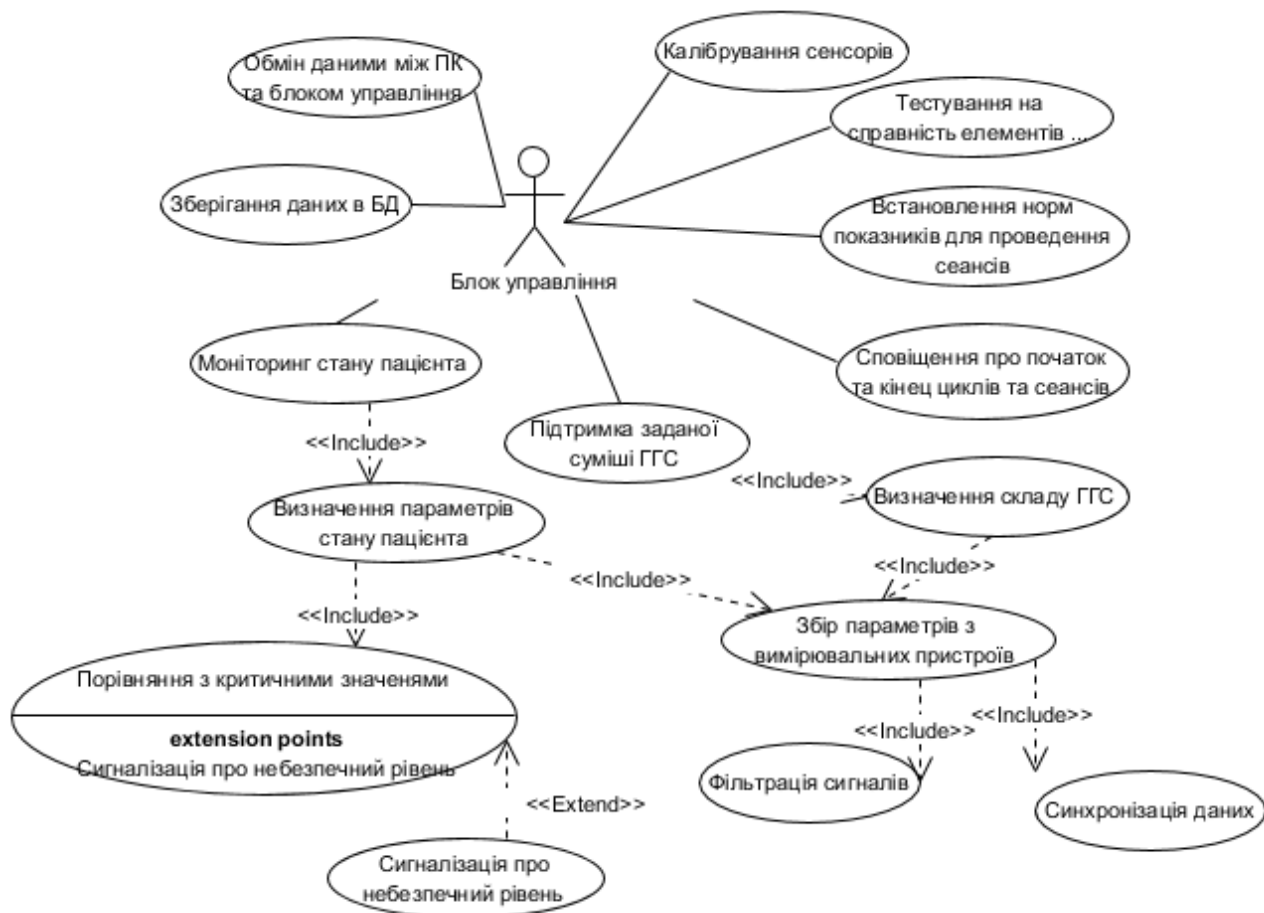 Калібрування сенсорів
Обмін даними між ПК
та блоком управління
Тестування на
справність елементів ...
Зберігання даних в БД
Встановлення норм
показників для проведення
сеансів
Блок управління
Моніторинг стану пацієнта
Сповіщення про початок
та кінец циклів та сеансів
<<Include>>
Підтримка заданої
суміші ГГС
<<Include>>
Визначення складу ГГС
Визначення параметрів
стану пацієнта
<<Include>>
<<Include>>
<<Include>>
Збір параметрів з
вимірювальних пристроїв
Порівняння з критичними значенями
extension points
Сигналізація про небезпечний рівень
<<Include>>
<<Include>>
Фільтрація сигналів
<<Extend>>
Синхронізація даних
Сигналізація про
небезпечний рівень